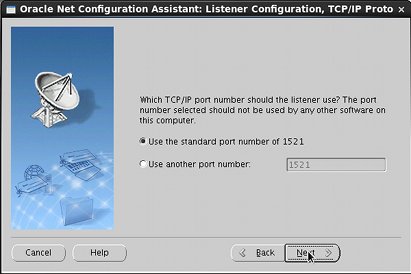 Oracle Net Configuration Assistant: Listener Configuration, TCP/IP Proto
Which TCP/IP port number should the listener use? The port
number selected should not be used by any other software on
this computer.
Use the standard port number of 1521
Use another port number:
1521
Cancel
Help
Back
Next